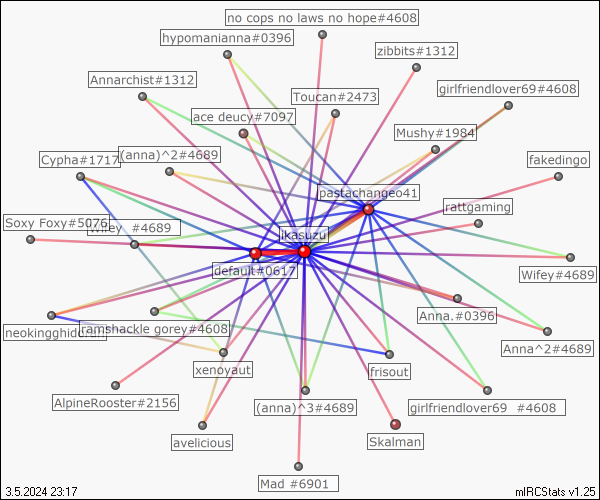 no cops no laws no hope#4608
hypomanianna#0396
zibbits#1312
Annarchist#1312
girlfriendlover69#4608
Toucan#2473
ace deucy#7097
Mushy#1984
Cypha#1717
(anna)^2#4689
fakedingo
pastachangeo41
rattgaming
Soxy Foxy#5075
#4689
ikasuzu
default#0617
Wifey#4689
Anna.#0396
ramshackle gorey#4608
Anna^2#4689
xenoyaut
frisout
AlpineRooster#2156
(anna)^3#4689
girlfriendlover69 #4608
avelicious
Skalman
Mad #6901
3.5.2024 23:17
mIRCStats v1.25